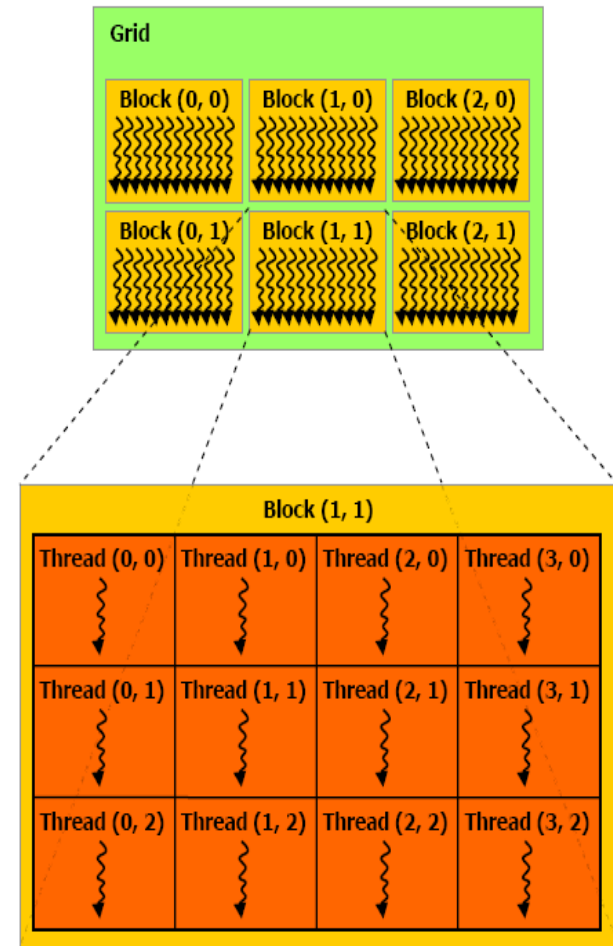 Grid
Block (0, 0) Block (1, 0) Block (2, 0)
Block (0, 1) Block (1, 1) Block (2, 1)
Block (1, 1)
Thread (0, 0) Thread (1, 0) Thread (2, 0) Thread (3, 0)
Thread (0, 1) Thread (1, 1) Thread (2, 1) Thread (3, 1)
Thread (0, 2) Thread (1, 2) Thread (2, 2) Thread (3, 2)